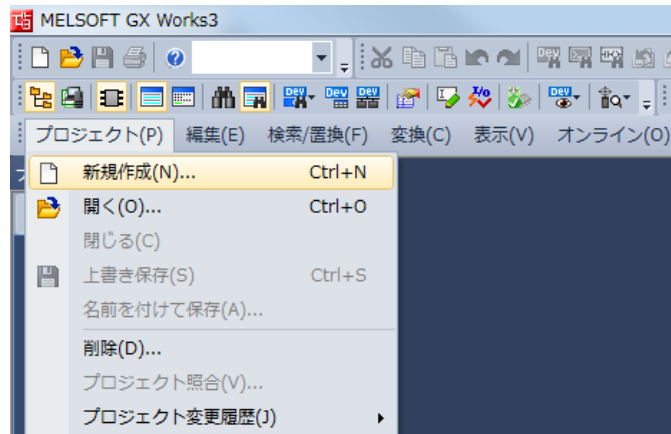 MELSOFT GX Works3
プロジェクト(P) 編集(E) 検索/置換(F) 変換(C) 表示(V) オンライン(O)
新規作成(N)... Ctrl+N
開く(O)... Ctrl+O
閉じる(C)
上書き保存(S) Ctrl+S
名前を付けて保存(A)...
削除(D)...
プロジェクト照合(V)...
プロジェクト変更履歴(J)